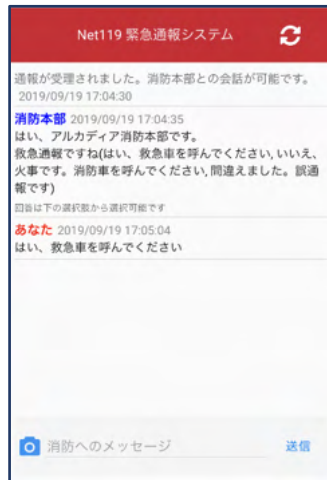 Net119 緊急通報システム
通報が受理されました。消防本部との会話が可能です。
2019/09/19 17:04:30
消防本部 2019/09/19 17:04:35
はい、アルカディア消防本部です。
救急通報ですね(はい、救急車を呼んでください, いいえ、
火事です。消防車を呼んでください, 間違えました。誤通
報です)
回答は下の選択肢から選択可能です
あなた 2019/09/19 17:05:04
はい、救急車を呼んでください
消防へのメッセージ
送信